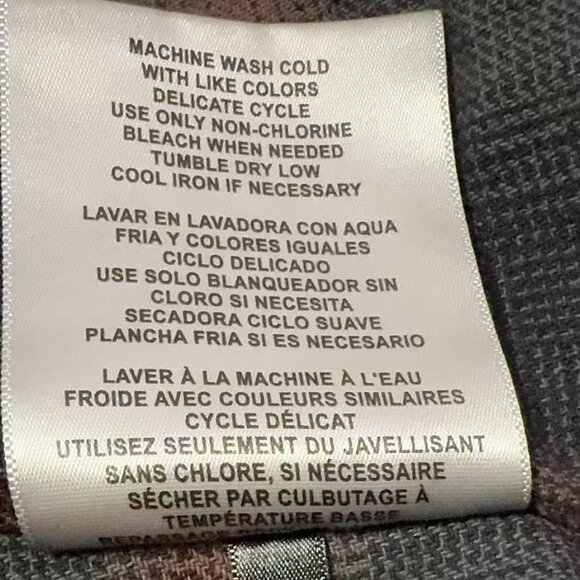 MACHINE WASH COLD
WITH LIKE COLORS
DELICATE CYCLE
USE ONLY NON-CHLORINE
BLEACH WHEN NEEDED
TUMBLE DRY LOW
COOL IRON IF NECESSARY
LAVAR EN LAVADORA CON AQUA
FRIA Y COLORES IGUALES
CICLO DELICADO
USE SOLO BLANQUEADOR SIN
CLORO SI NECESITA
SECADORA CICLO SUAVE
PLANCHA FRIA SI ES NECESARIO
LAVER À LA MACHINE À L'EAU
FROIDE AVEC COULEURS SIMILAIRES
CYCLE DÉLICAT
UTILISEZ SEULEMENT DU JAVELLISANT
SANS CHLORE, SI NÉCESSAIRE
SÉCHER PAR CULBUTAGE À
TEMPÉRATURE BASSE